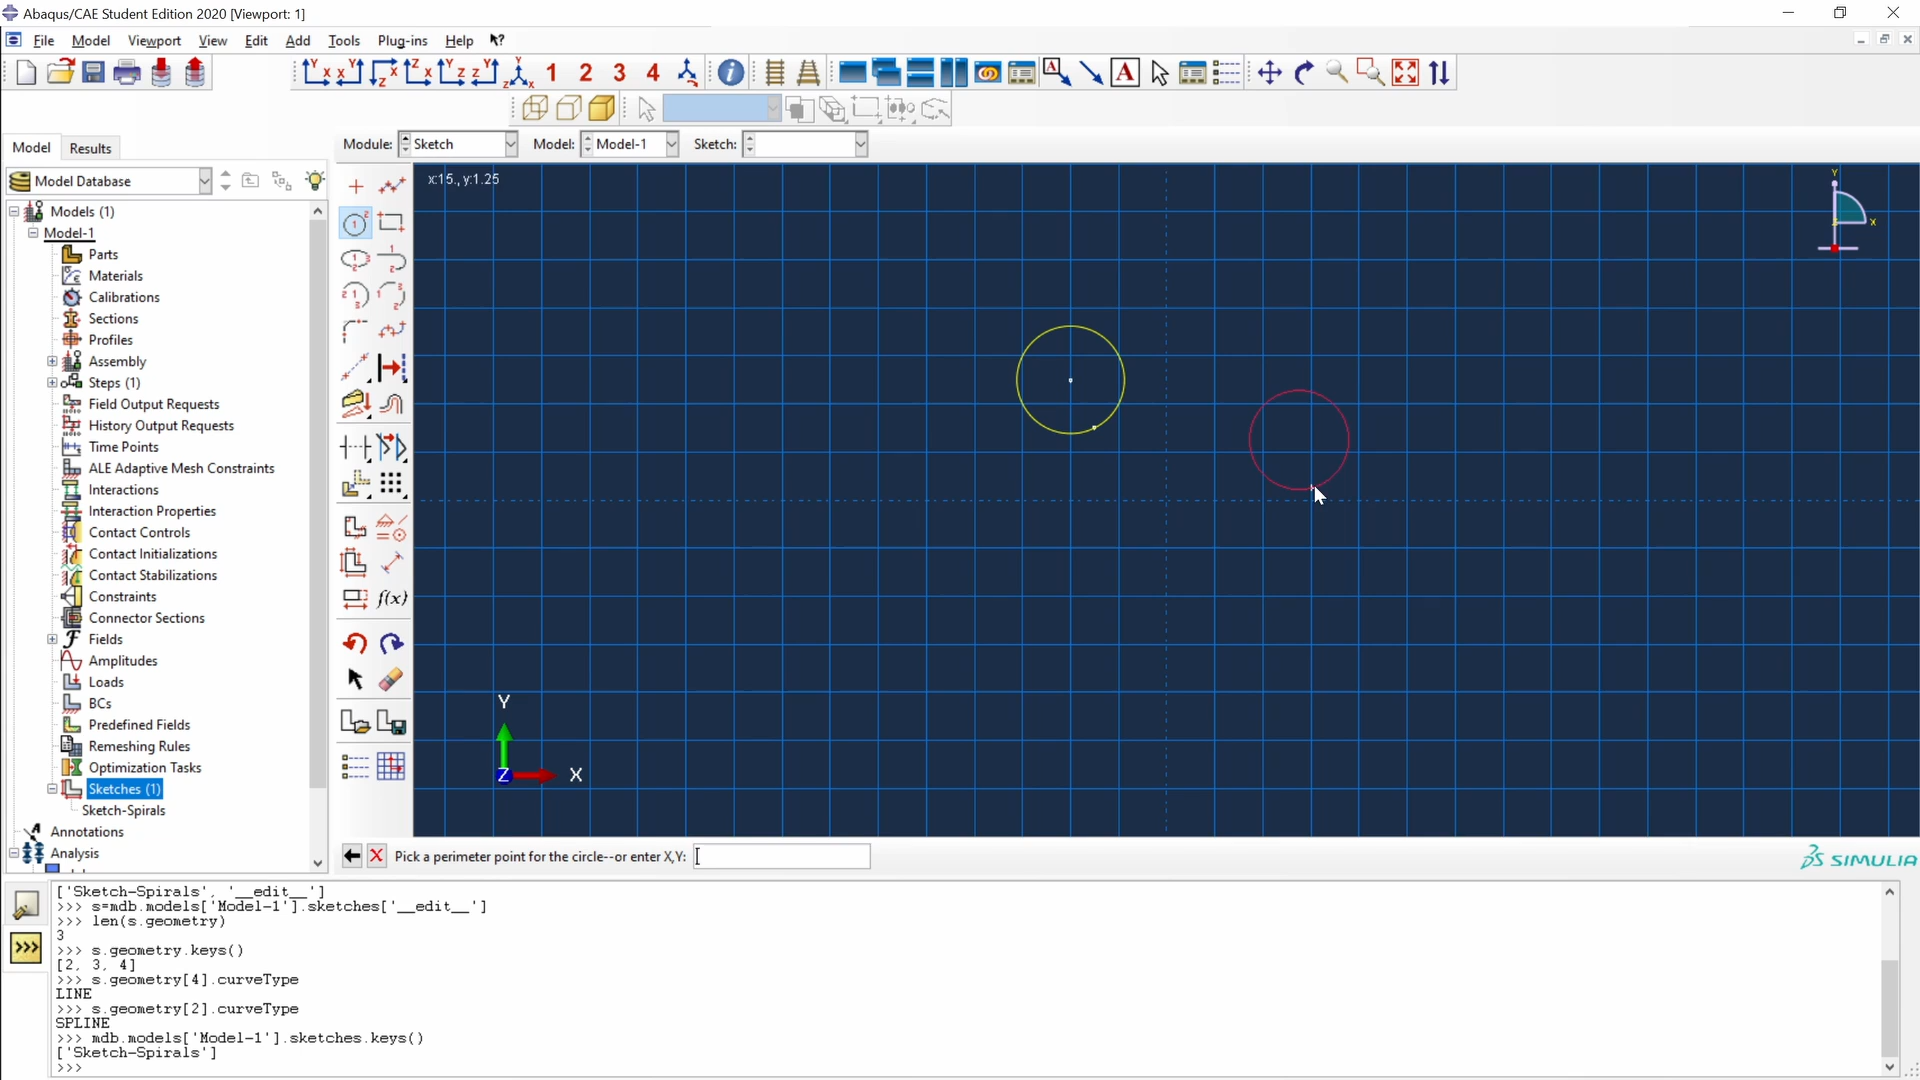 Abaqus/CAE Student Edition 2020 [Viewport: 1]
File Model Viewport View Edit Add Tools Plug-ins Help
1 2 3 4
Model Results
Module: Sketch Model: Model-1 Sketch:
Model Database
x:15., y:1.25
Models (1)
Model-1
Parts
Materials
Calibrations
Sections
Profiles
Assembly
Steps (1)
Field Output Requests
History Output Requests
Time Points
ALE Adaptive Mesh Constraints
Interactions
Interaction Properties
Contact Controls
Contact Initializations
Contact Stabilizations
Constraints
Connector Sections
Fields
Amplitudes
Loads
BCs
Predefined Fields
Remeshing Rules
Optimization Tasks
Sketches (1)
Sketch-Spirals
Annotations
Analysis
f(x)
Y
X
Y
Z
X
Pick a perimeter point for the circle--or enter X,Y:
SIMULIA
['Sketch-Spirals', '__edit__']
>>> s=mdb.models['Model-1'].sketches['__edit__']
>>> len(s.geometry)
3
>>> s.geometry.keys()
[2, 3, 4]
>>> s.geometry[4].curveType
LINE
>>> s.geometry[2].curveType
SPLINE
>>> mdb.models['Model-1'].sketches.keys()
['Sketch-Spirals']
>>>